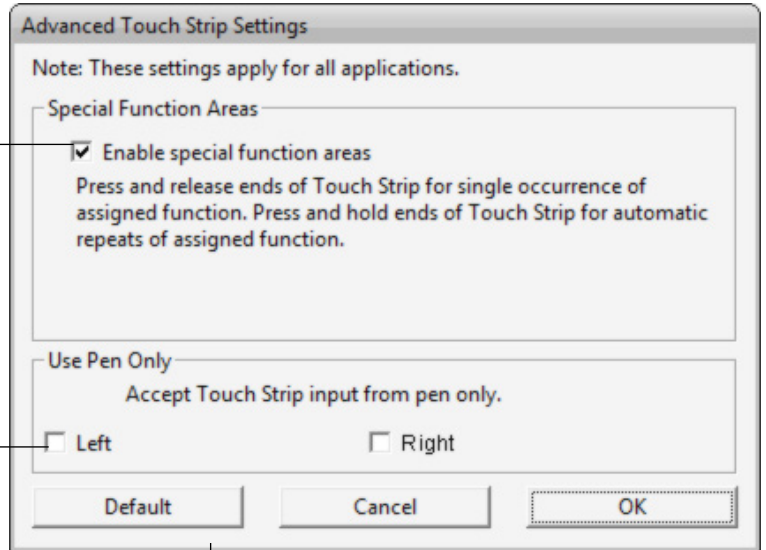 Advanced Touch Strip Settings
Note: These settings apply for all applications.
Special Function Areas
Enable special function areas
Press and release ends of Touch Strip for single occurrence of
assigned function. Press and hold ends of Touch Strip for automatic
repeats of assigned function.
Use Pen Only
Accept Touch Strip input from pen only.
Left Right
Default Cancel OK